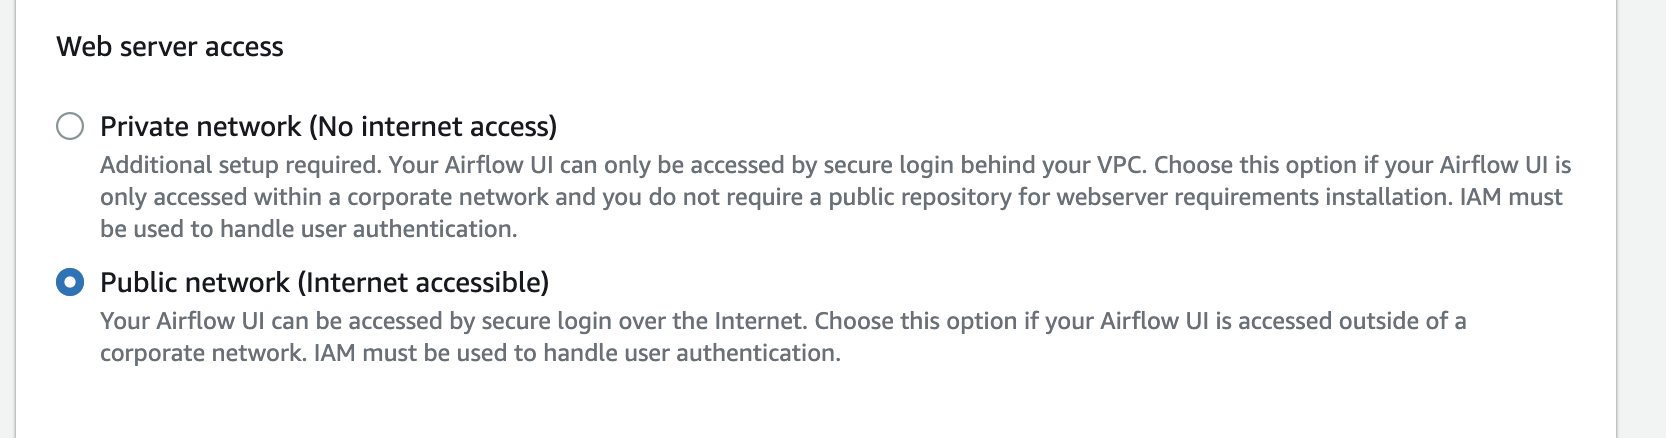 Web server access
Private network (No internet access)
Additional setup required. Your Airflow UI can only be accessed by secure login behind your VPC. Choose this option if your Airflow UI is
only accessed within a corporate network and you do not require a public repository for webserver requirements installation. IAM must
be used to handle user authentication.
Public network (Internet accessible)
Your Airflow UI can be accessed by secure login over the Internet. Choose this option if your Airflow UI is accessed outside of a
corporate network. IAM must be used to handle user authentication.